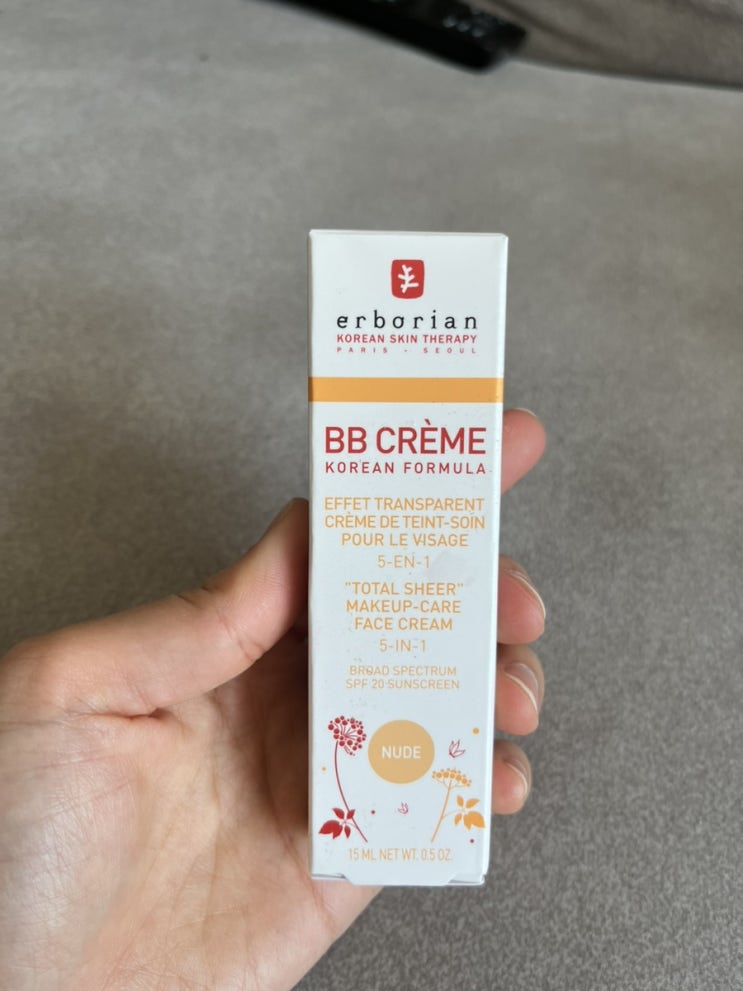 erborian
KOREAN SKIN THERAPY
PARIS - SEOUL
BB CRÈME
KOREAN FORMULA
EFFET TRANSPARENT
CRÈME DE TEINT-SOIN
POUR LE VISAGE
5-EN-1
"TOTAL SHEER"
MAKEUP-CARE
FACE CREAM
5-IN-1
BROAD SPECTRUM
SPF 20 SUNSCREEN
NUDE
15 ML NET WT. 0.5 OZ.